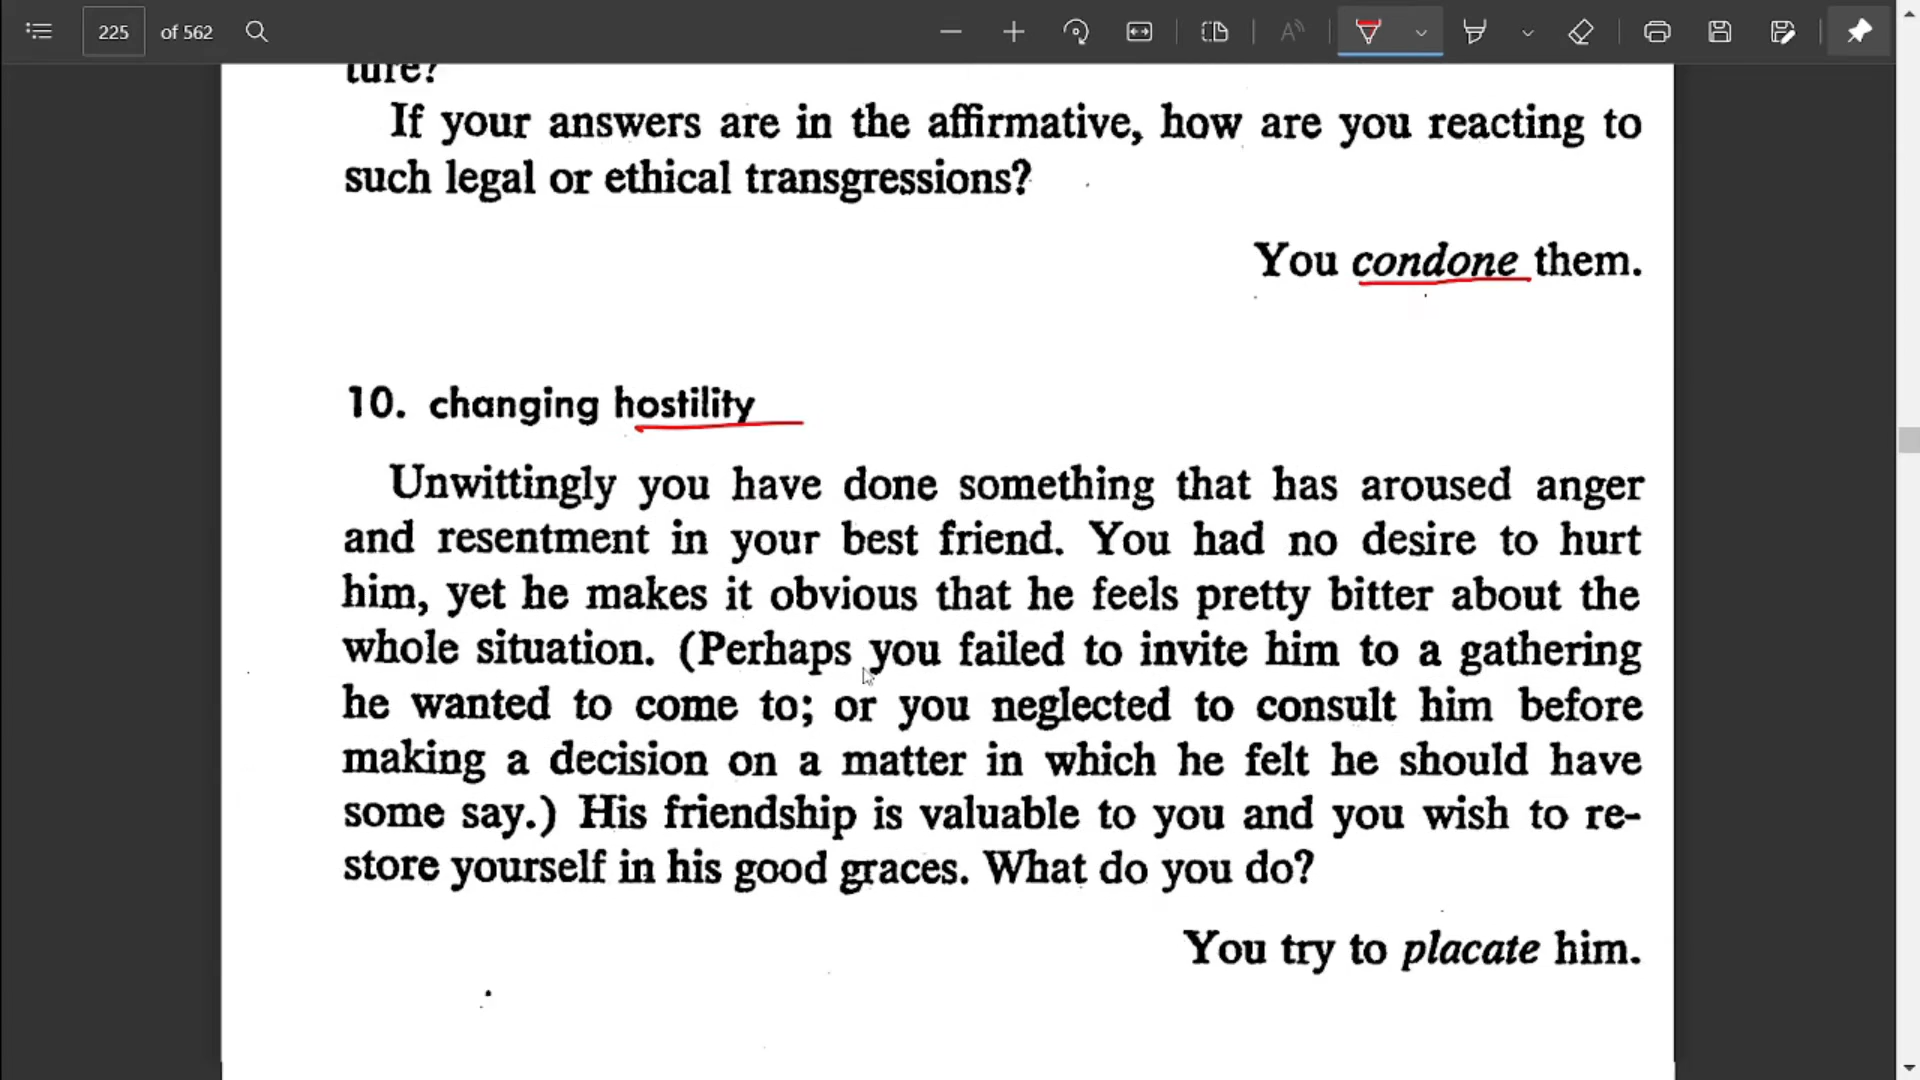 225 of 562
ture?
If your answers are in the affirmative, how are you reacting to
such legal or ethical transgressions?
You condone them.
10. changing hostility
Unwittingly you have done something that has aroused anger
and resentment in your best friend. You had no desire to hurt
him, yet he makes it obvious that he feels pretty bitter about the
whole situation. (Perhaps you failed to invite him to a gathering
he wanted to come to; or you neglected to consult him before
making a decision on a matter in which he felt he should have
some say.) His friendship is valuable to you and you wish to re-
store yourself in his good graces. What do you do?
You try to placate him.